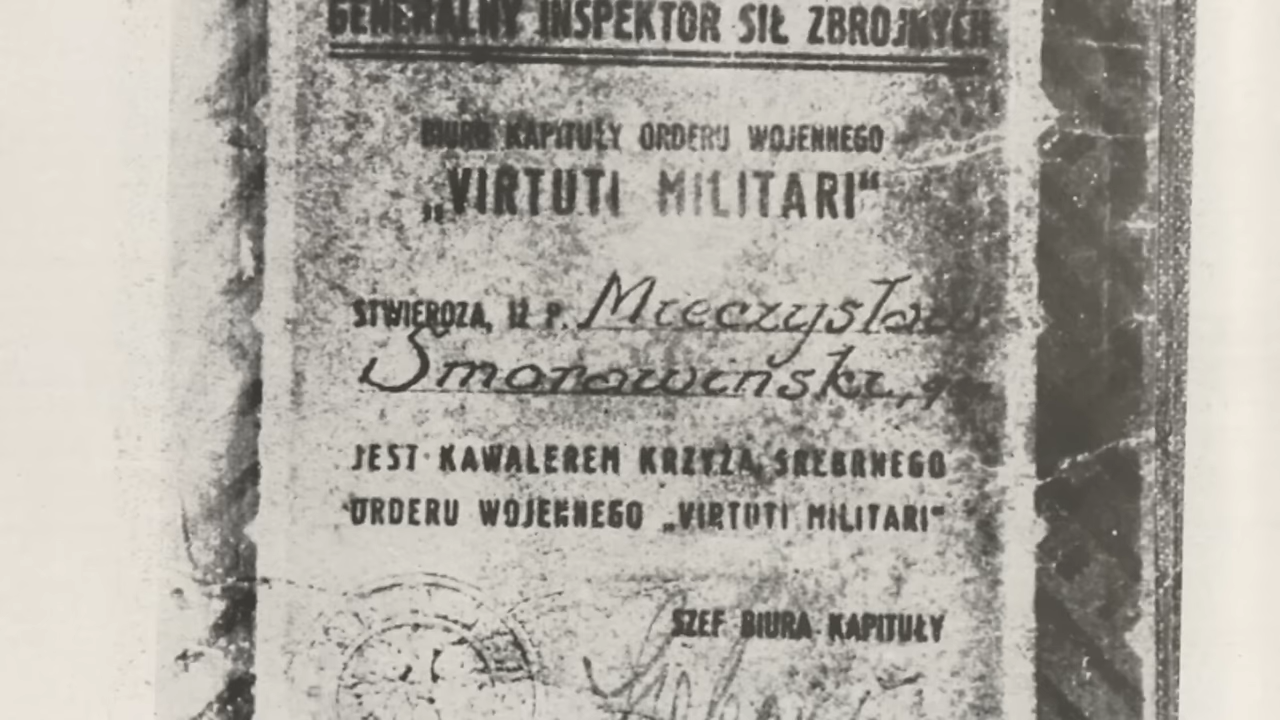 GENERALNY INSPEKTOR SIŁ ZBROJNYCH
BIURO KAPITUŁY ORDERU WOJENNEGO
„VIRTUTI MILITARI“
STWIERDZA, IŻ P. Mieczysław
Smorawiński,
JEST KAWALEREM KRZYŻA SREBRNEGO
ORDERU WOJENNEGO „VIRTUTI MILITARI“
SZEF BIURA KAPITUŁY